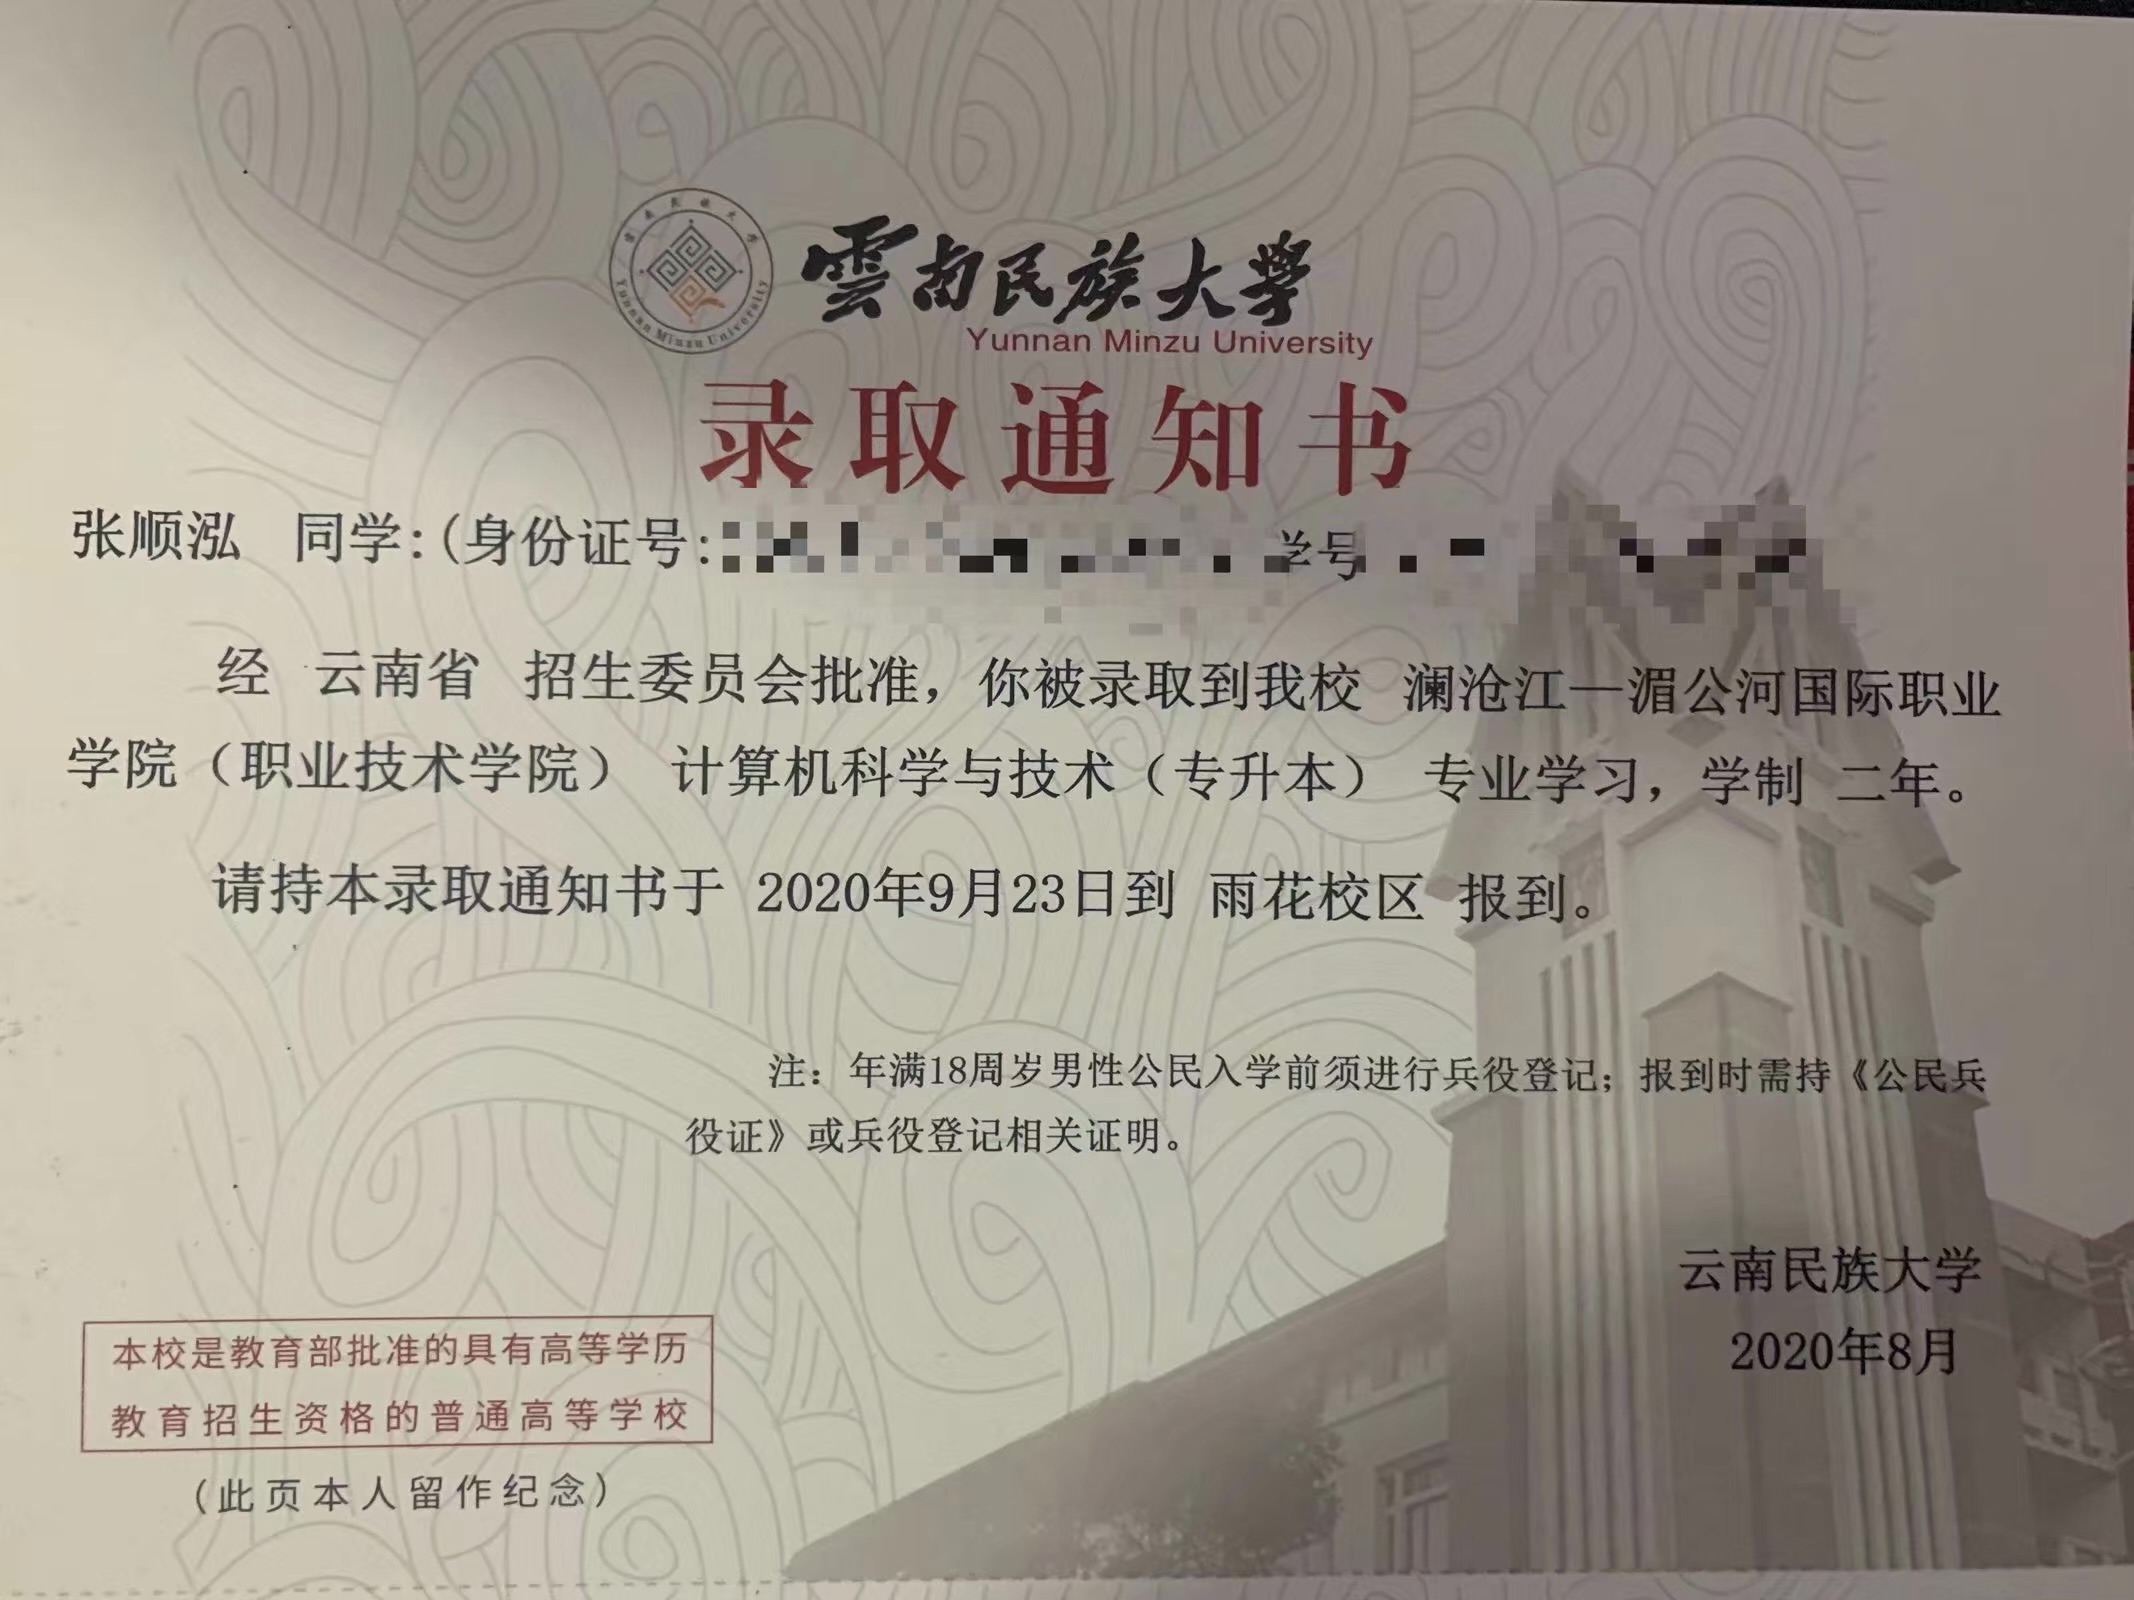 雲南民族大學
Yunnan Minzu University
云南民族大学
Yunnan Minzu University
录取通知书
张顺泓 同学:(身份证号: 学号
经 云南省 招生委员会批准，你被录取到我校 澜沧江—湄公河国际职业
学院（职业技术学院） 计算机科学与技术（专升本） 专业学习，学制 二年。
请持本录取通知书于 2020年9月23日到 雨花校区 报到。
注：年满18周岁男性公民入学前须进行兵役登记；报到时需持《公民兵
役证》或兵役登记相关证明。
云南民族大学
2020年8月
本校是教育部批准的具有高等学历
教育招生资格的普通高等学校
（此页本人留作纪念）